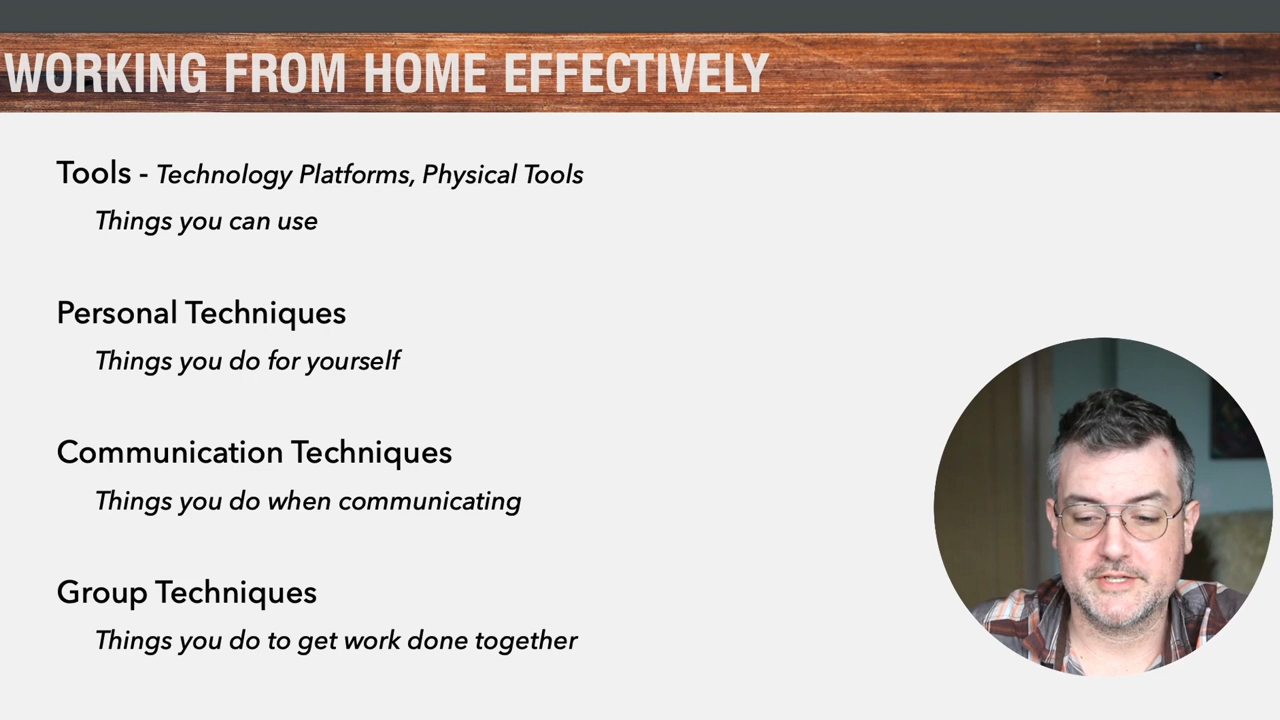 WORKING FROM HOME EFFECTIVELY
Tools - Technology Platforms, Physical Tools
Things you can use
Personal Techniques
Things you do for yourself
Communication Techniques
Things you do when communicating
Group Techniques
Things you do to get work done together